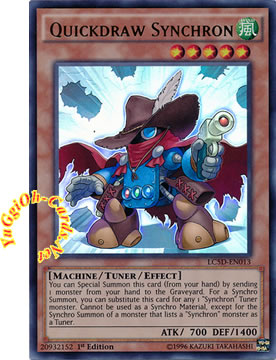 QUICKDRAW SYNCHRON
風
LC5D-EN013
[MACHINE / TUNER / EFFECT]
You can Special Summon this card (from your hand) by sending
1 monster from your hand to the Graveyard. For a Synchro
Summon, you can substitute this card for any 1 "Synchron" Tuner
monster. Cannot be used as a Synchro Material, except for the
Synchro Summon of a monster that lists a "Synchron" monster as
a Tuner.
ATK/ 700 DEF/1400
20932152 1st Edition ©1996 KAZUKI TAKAHASHI
YuGgiOh-Cards.Net